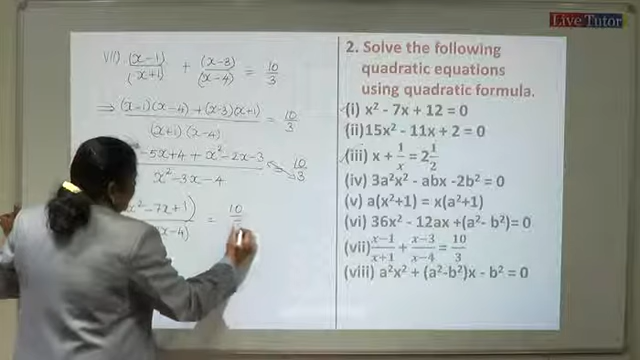 Live Tutor
VII) (x-1)/(x+1) + (x-3)/(x-4) = 10/3
⇒ (x-1)(x-4)+(x-3)(x+1)/(x+1)(x-4) = 10/3
-5x+4 + x²-2x-3 / x²-3x-4 10/3
x²-7x+1) / x-4) = 10
2. Solve the following
quadratic equations
using quadratic formula.
(i) x² - 7x + 12 = 0
(ii)15x² - 11x + 2 = 0
(iii) x + 1/x = 2 1/2
(iv) 3a²x² - abx -2b² = 0
(v) a(x²+1) = x(a²+1)
(vi) 36x² - 12ax +(a²- b²)= 0
(vii) x−1/x+1 + x−3/x−4 = 10/3
(viii) a²x² + (a²-b²)x - b² = 0